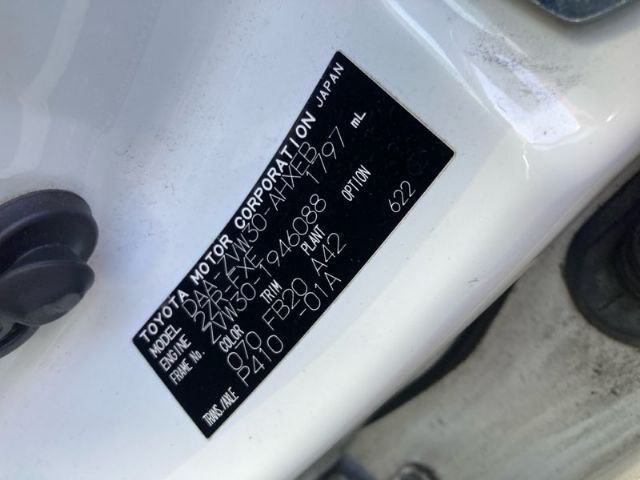 TOYOTA MOTOR CORPORATION JAPAN
MODEL DAA-ZVW30-AHXEB
ENGINE 2ZR-FXE 1797 mL
FRAME No. ZVW30-1946088
COLOR TRIM PLANT OPTION
070 FB20 A42 622
TRANS./AXLE P410 -01A